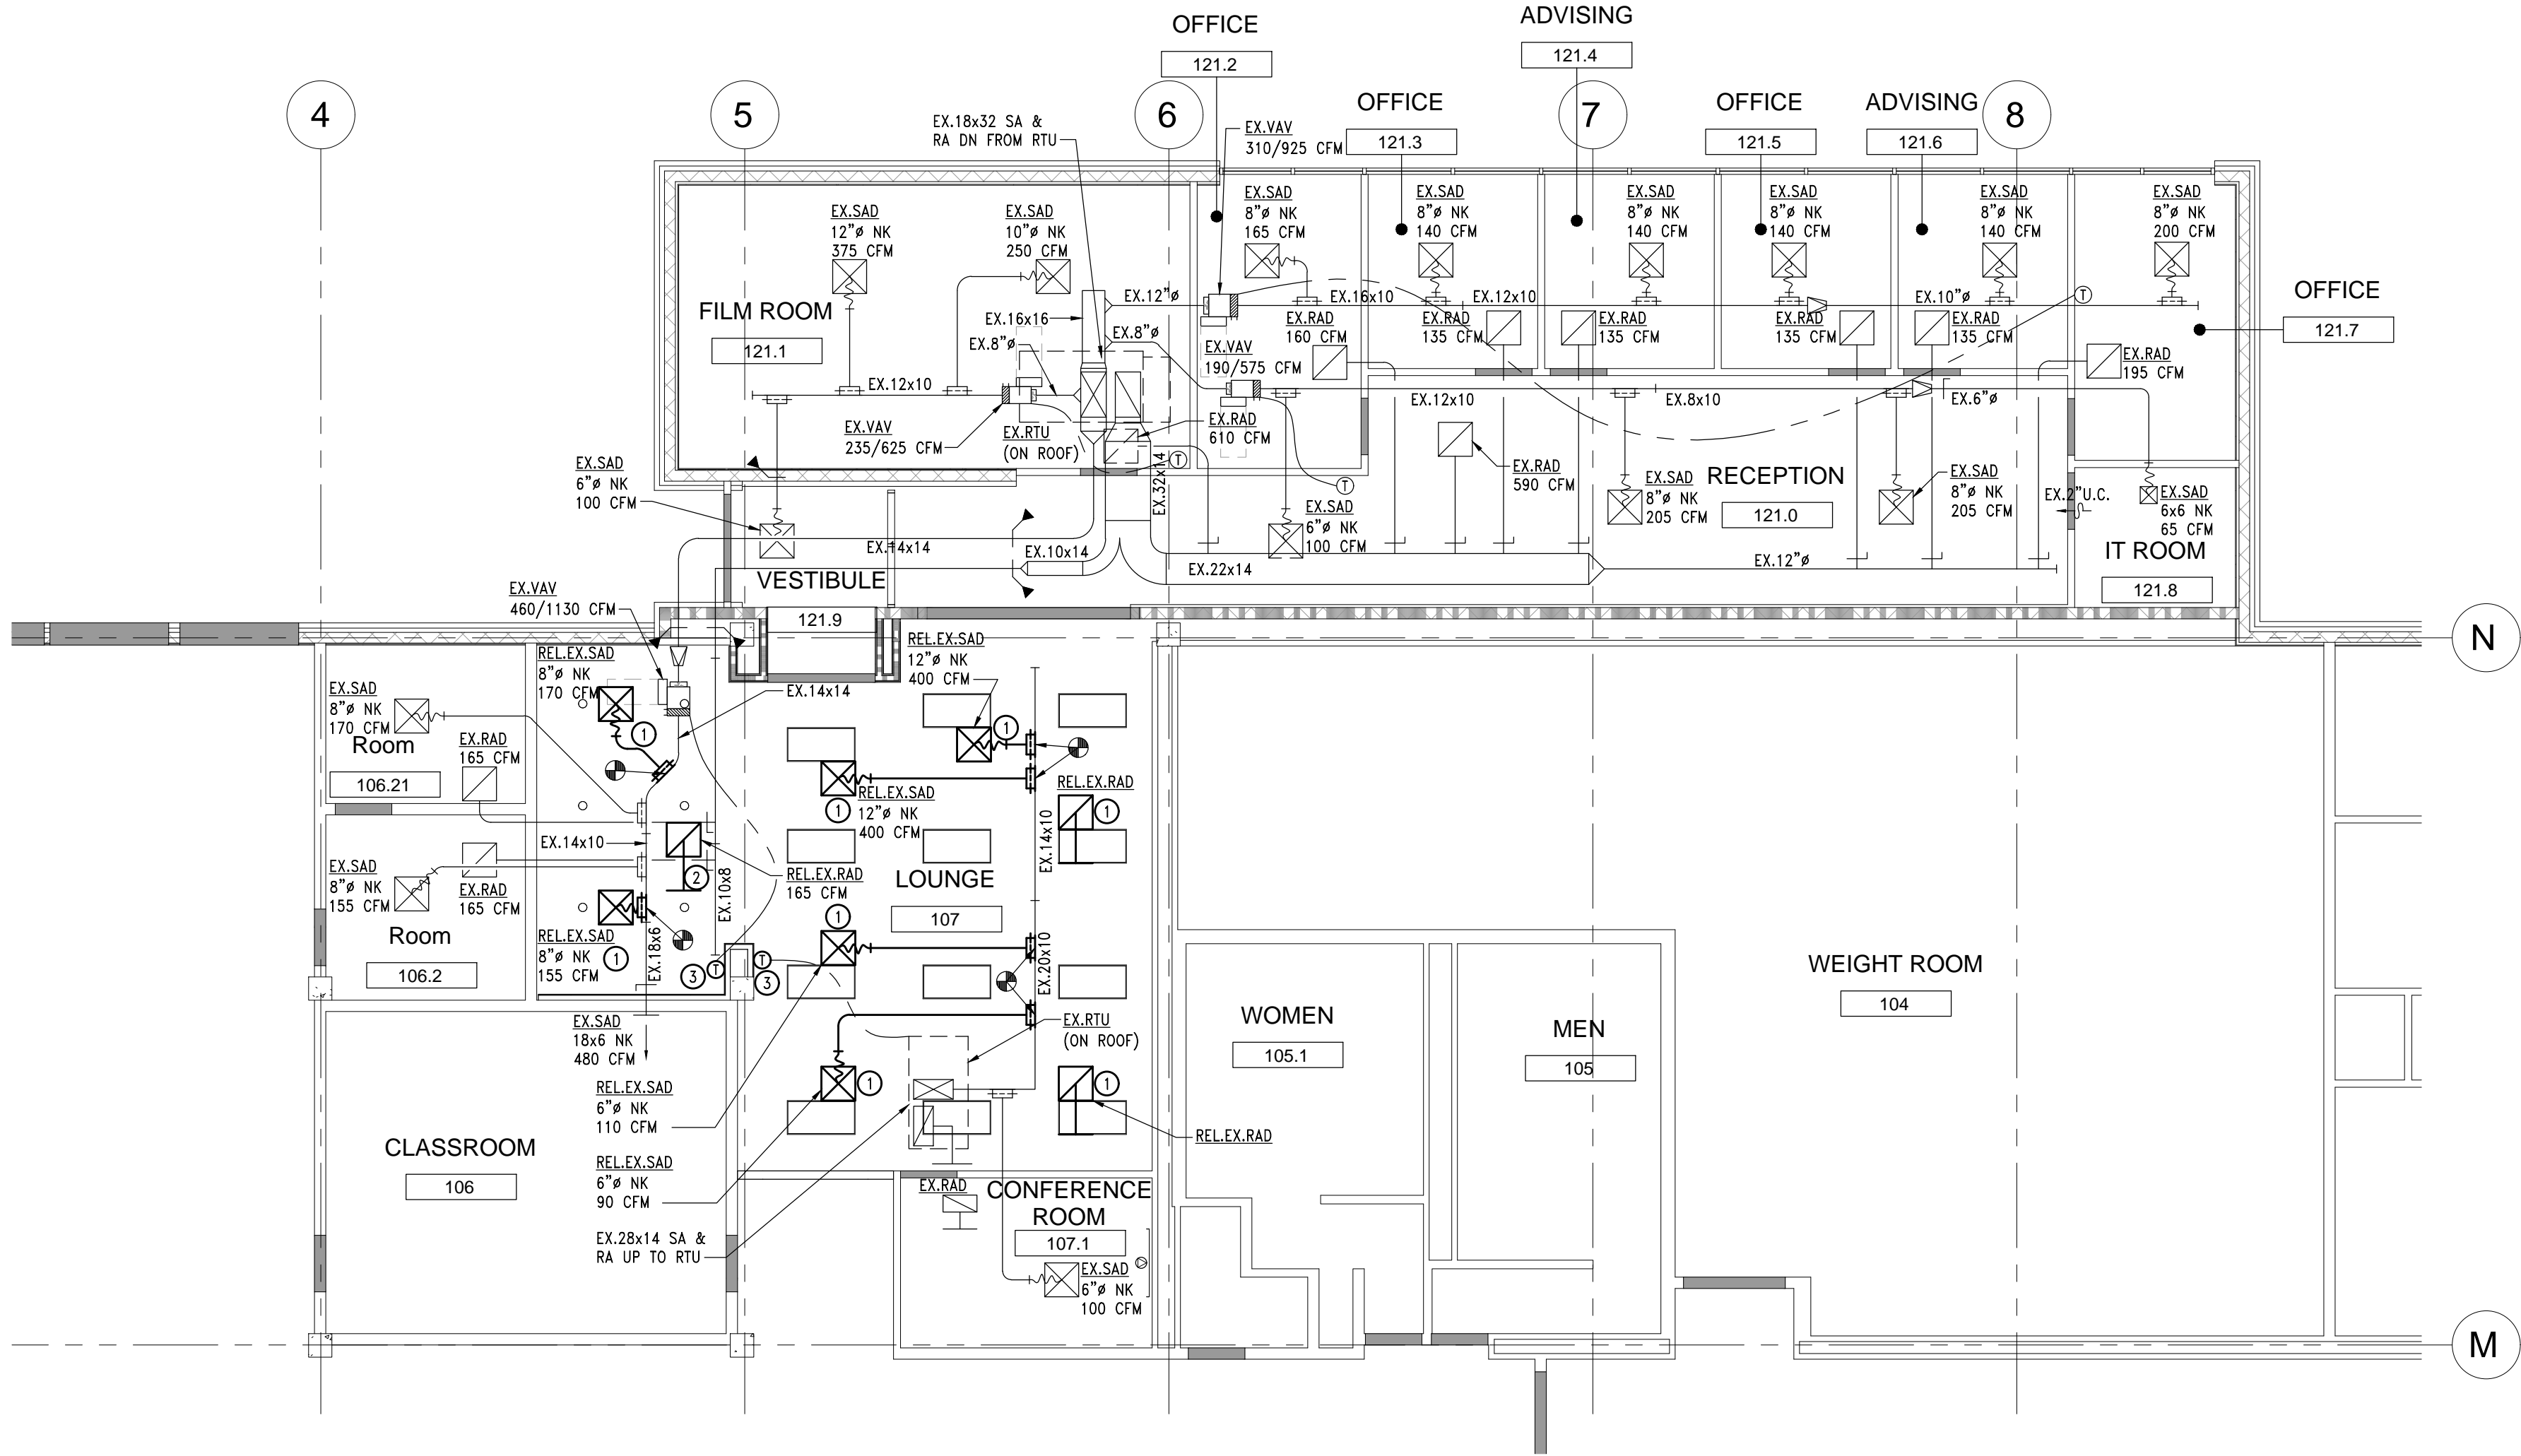 OFFICE
121.2
ADVISING
121.4
4
5
6
7
8
OFFICE
121.3
OFFICE
121.5
ADVISING
121.6
EX.18x32 SA &
RA DN FROM RTU
EX.VAV
310/925 CFM
EX.SAD
12"ø NK
375 CFM
EX.SAD
10"ø NK
250 CFM
EX.SAD
8"ø NK
165 CFM
EX.SAD
8"ø NK
140 CFM
EX.SAD
8"ø NK
140 CFM
EX.SAD
8"ø NK
140 CFM
EX.SAD
8"ø NK
140 CFM
EX.SAD
8"ø NK
200 CFM
FILM ROOM
121.1
EX.16x16
EX.8"ø
EX.12"ø
EX.8"ø
EX.16x10
EX.12x10
EX.10"ø
T
OFFICE
121.7
EX.RAD
160 CFM
EX.RAD
135 CFM
EX.RAD
135 CFM
EX.RAD
135 CFM
EX.RAD
135 CFM
EX.RAD
195 CFM
EX.VAV
190/575 CFM
EX.12x10
EX.VAV
235/625 CFM
EX.RTU
(ON ROOF)
EX.RAD
610 CFM
EX.12x10
EX.8x10
EX.6"ø
T
T
EX.32x14
EX.SAD
6"ø NK
100 CFM
EX.SAD
6"ø NK
100 CFM
EX.RAD
590 CFM
EX.SAD
8"ø NK
205 CFM
RECEPTION
121.0
EX.SAD
8"ø NK
205 CFM
EX.2"U.C.
EX.SAD
6x6 NK
65 CFM
IT ROOM
121.8
EX.14x14
EX.10x14
EX.22x14
EX.12"ø
VESTIBULE
121.9
EX.VAV
460/1130 CFM
N
REL.EX.SAD
8"ø NK
170 CFM
1
EX.14x14
REL.EX.SAD
12"ø NK
400 CFM
1
EX.SAD
8"ø NK
170 CFM
Room
106.21
EX.RAD
165 CFM
REL.EX.SAD
12"ø NK
400 CFM
1
REL.EX.RAD
1
EX.14x10
EX.14x10
EX.SAD
8"ø NK
155 CFM
EX.RAD
165 CFM
2
REL.EX.RAD
165 CFM
EX.10x8
LOUNGE
107
Room
106.2
REL.EX.SAD
8"ø NK
155 CFM
1
EX.18x6
3
T
T
3
1
EX.20x10
WEIGHT ROOM
104
EX.SAD
18x6 NK
480 CFM
EX.RTU
(ON ROOF)
WOMEN
105.1
MEN
105
REL.EX.SAD
6"ø NK
110 CFM
1
1
REL.EX.RAD
CLASSROOM
106
REL.EX.SAD
6"ø NK
90 CFM
EX.RAD
CONFERENCE
ROOM
107.1
EX.28x14 SA &
RA UP TO RTU
EX.SAD
6"ø NK
100 CFM
M